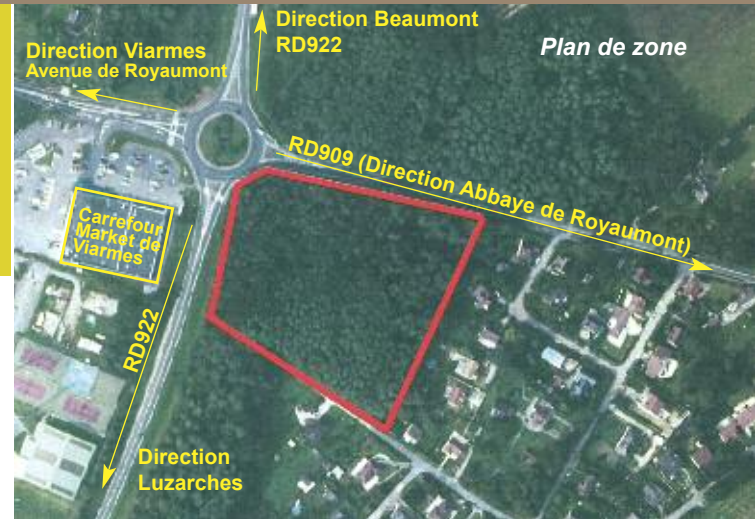 Direction Beaumont
RD922
Plan de zone
Direction Viarmes
Avenue de Royaumont
RD909 (Direction Abbaye de Royaumont)
Carrefour
Market de
Viarmes
RD922
Direction
Luzarches